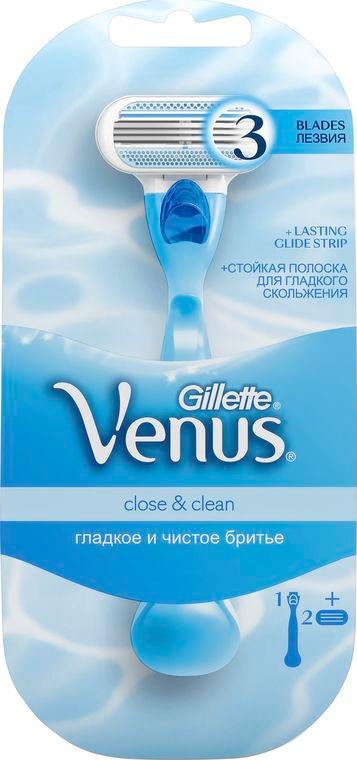 3
BLADES
ЛЕЗВИЯ
+ LASTING
GLIDE STRIP
+СТОЙКАЯ ПОЛОСКА
ДЛЯ ГЛАДКОГО
СКОЛЬЖЕНИЯ
Gillette®
Venus®
close & clean
гладкое и чистое бритье
1 +
2